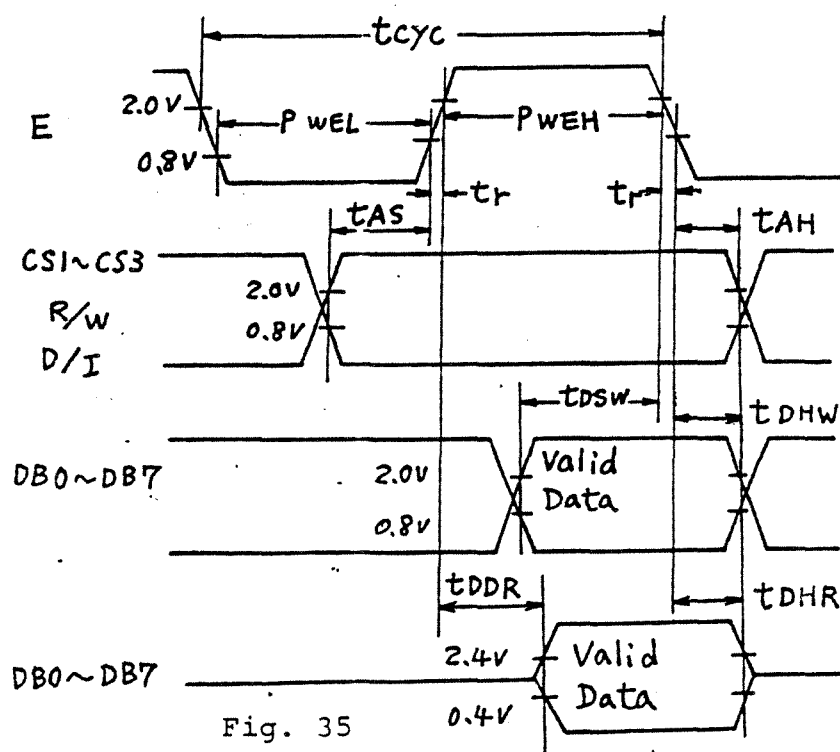 tCYC
2.0V
E
PWEL
PWEH
0.8V
tr
tr
tAS
tAH
CS1~CS3
2.0V
R/W
0.8V
D/I
tDSW
tDHW
DB0~DB7
2.0V
Valid
Data
0.8V
tDDR
tDHR
2.4V
Valid
DB0~DB7
Data
0.4V
Fig. 35